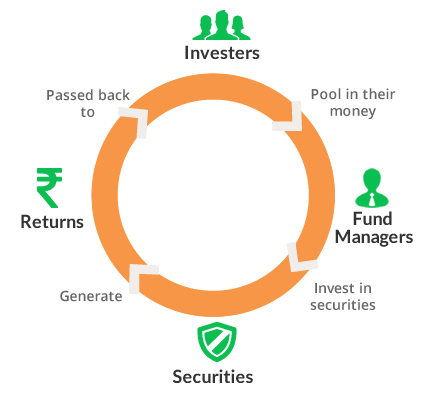 Investers
Pool in their
money
Fund
Managers
Invest in
securities
Securities
Generate
Returns
Passed back
to